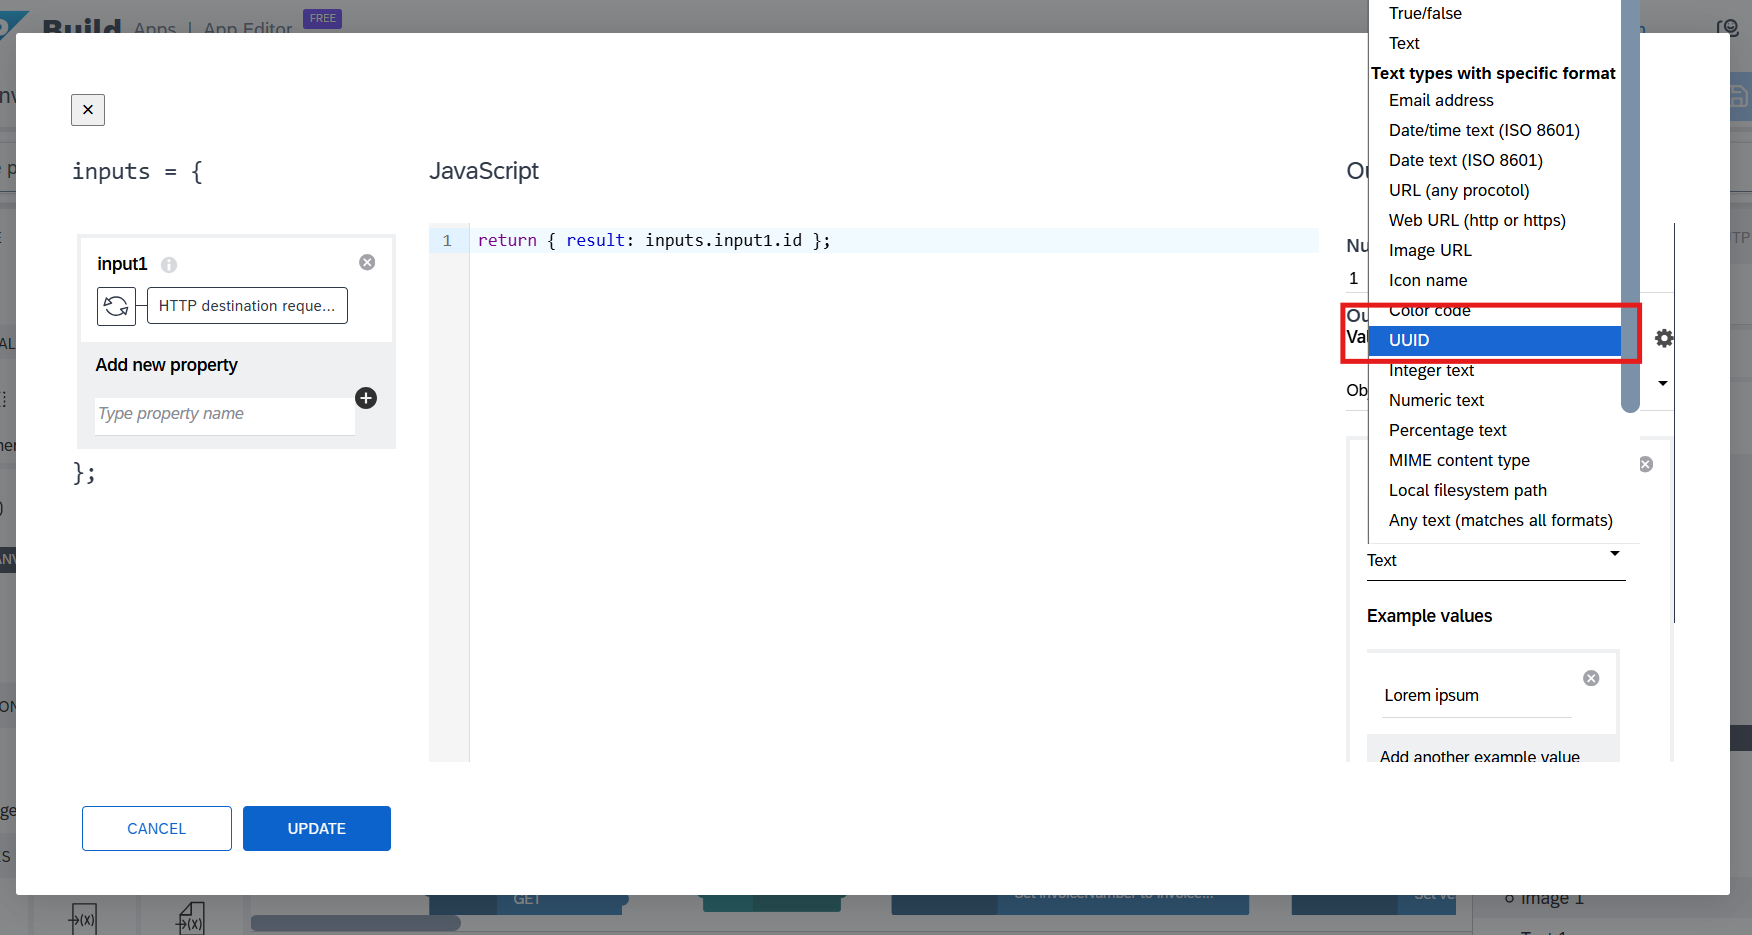 Build Apps | App Editor FREE
×
inputs = {
input1
HTTP destination reque...
Add new property
Type property name
};
JavaScript
1 return { result: inputs.input1.id };
True/false
Text
Text types with specific format
Email address
Date/time text (ISO 8601)
Date text (ISO 8601)
URL (any procotol)
Web URL (http or https)
Image URL
Icon name
1
Color code
UUID
Integer text
Numeric text
Percentage text
MIME content type
Local filesystem path
Any text (matches all formats)
Text
Example values
Lorem ipsum
Add another example value
CANCEL
UPDATE
GET
Image 1